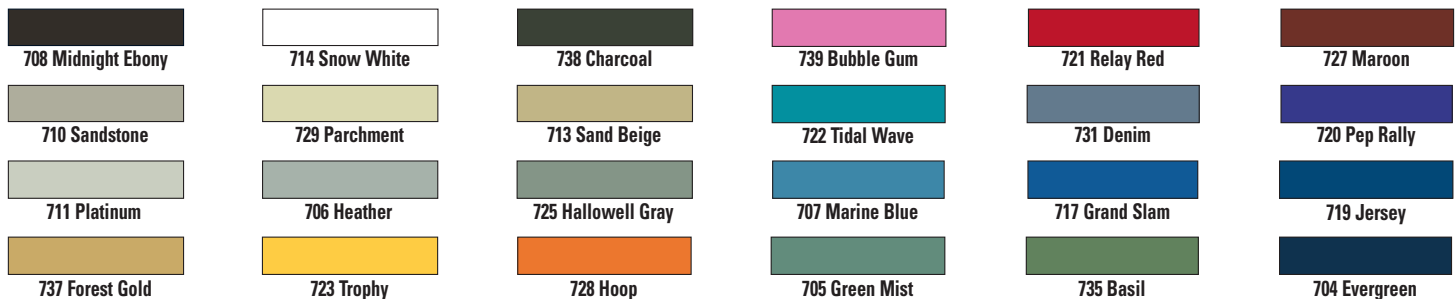 708 Midnight Ebony
714 Snow White
738 Charcoal
739 Bubble Gum
721 Relay Red
727 Maroon
710 Sandstone
729 Parchment
713 Sand Beige
722 Tidal Wave
731 Denim
720 Pep Rally
711 Platinum
706 Heather
725 Hallowell Gray
707 Marine Blue
717 Grand Slam
719 Jersey
737 Forest Gold
723 Trophy
728 Hoop
705 Green Mist
735 Basil
704 Evergreen